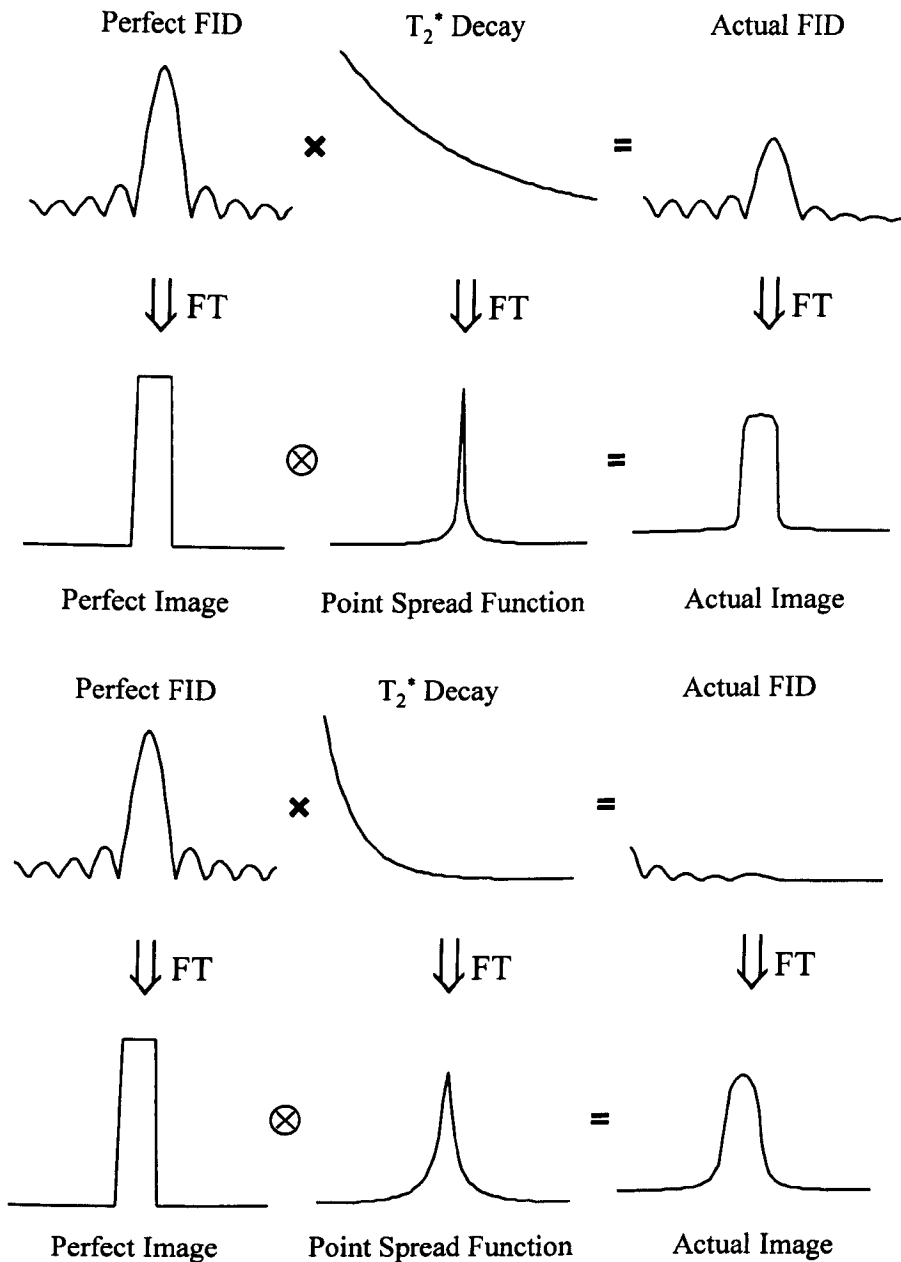 Perfect FID T₂* Decay Actual FID
× =
FT FT FT
⊗ =
Perfect Image Point Spread Function Actual Image
Perfect FID T₂* Decay Actual FID
× =
FT FT FT
⊗ =
Perfect Image Point Spread Function Actual Image